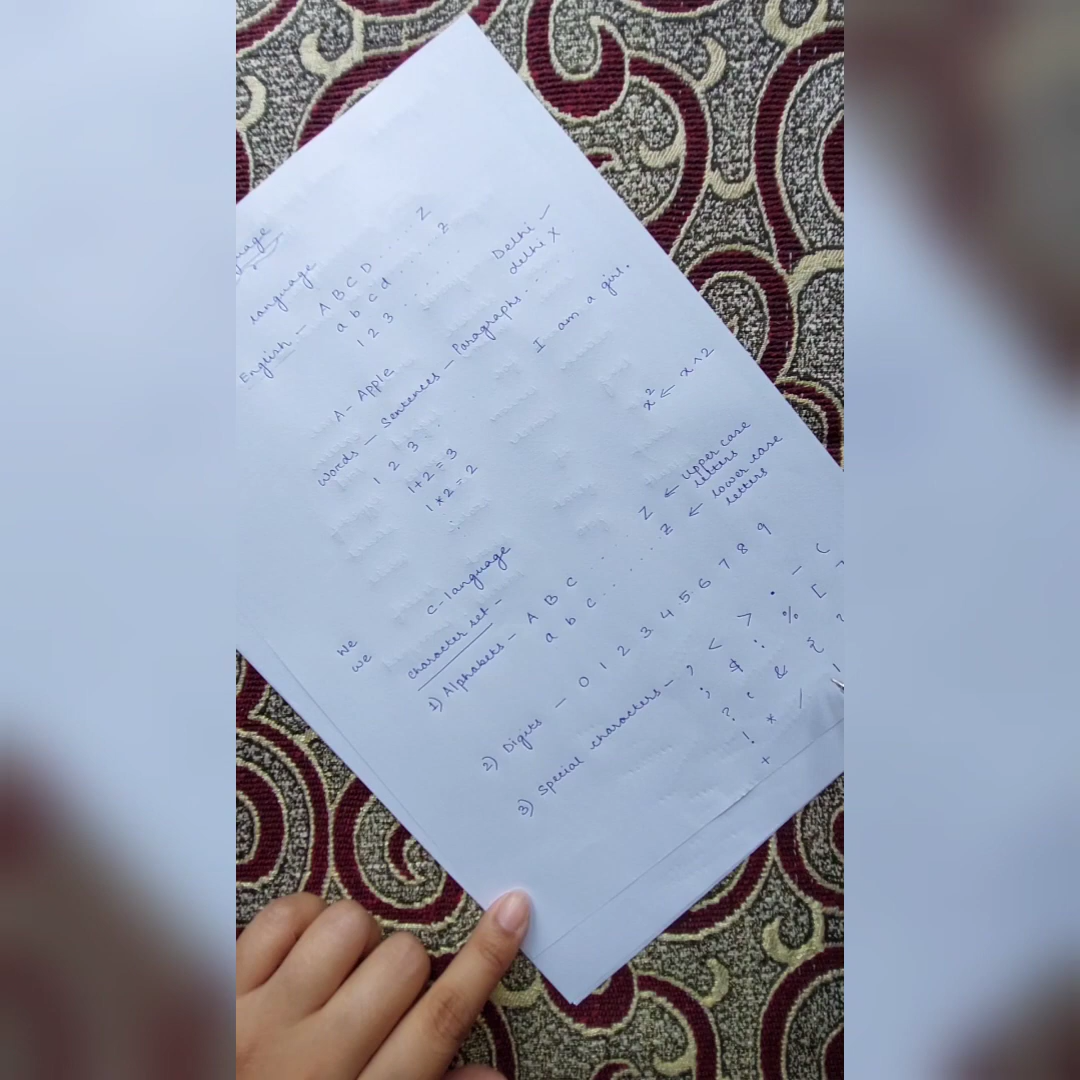 language
English - A B C D ..... Z
a b c d ..... z
1 2 3 .....
A - Apple
Delhi ✓
delhi X
Words - Sentences - Paragraphs ...
I am a girl.
1 2 3 ...
1+2 = 3
1*2 = 2
x² ← x^2
C-language
We
we
character set -
1) Alphabets - A B C ..... Z ← upper case letters
a b c ..... z ← lower case letters
2) Digits - 0 1 2 3 4 5 6 7 8 9
3) Special characters - , < > . _ (
; $ : % [
? ' & {
! * / |
+